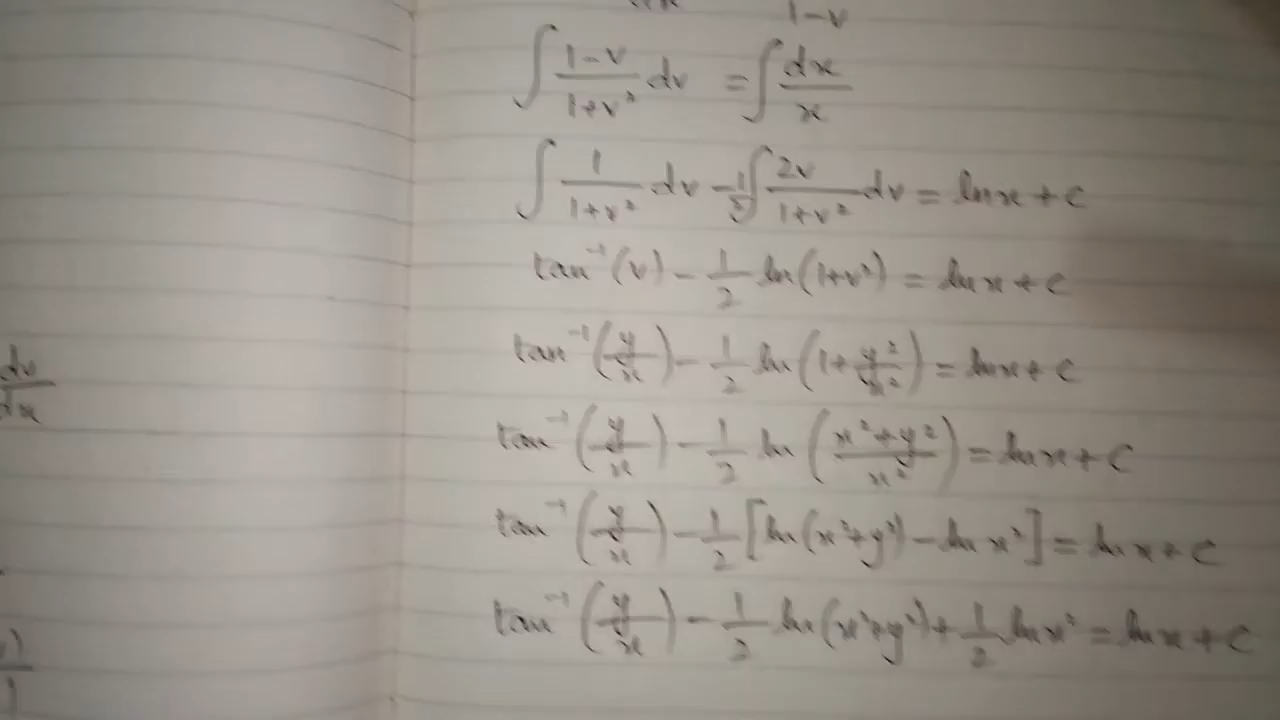 dv/dx
1-v
∫ (1-v)/(1+v²) dv = ∫ dx/x
∫ 1/(1+v²) dv - 1/2 ∫ 2v/(1+v²) dv = ln x + c
tan⁻¹(v) - 1/2 ln(1+v²) = ln x + c
tan⁻¹(y/x) - 1/2 ln(1 + y²/x²) = ln x + c
tan⁻¹(y/x) - 1/2 ln((x²+y²)/x²) = ln x + c
tan⁻¹(y/x) - 1/2 [ln(x²+y²) - ln x²] = ln x + c
tan⁻¹(y/x) - 1/2 ln(x²+y²) + 1/2 ln x² = ln x + c